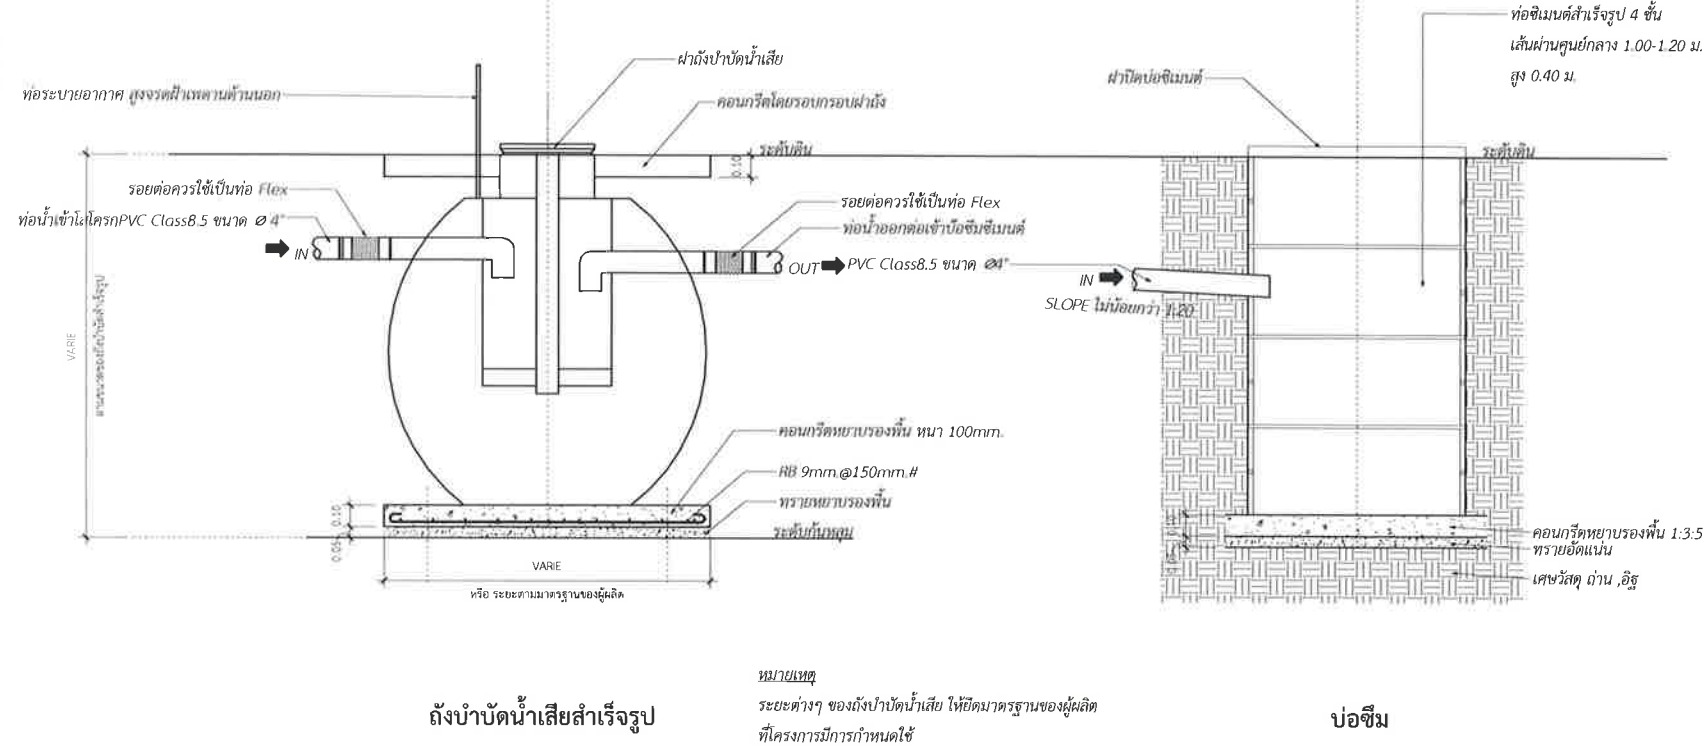 ท่อระบายอากาศ สูงจรดฝ้าเพดานด้านนอก
ฝาถังบำบัดน้ำเสีย
คอนกรีตโดยรอบกรอบฝาถัง
ระดับดิน
0.10
รอยต่อควรใช้เป็นท่อ Flex
PVC Class8.5 ขนาด Ø 4"
IN
รอยต่อควรใช้เป็นท่อ Flex
ท่อน้ำออกต่อเข้าบ่อซึมซีเมนต์
OUT
PVC Class8.5 ขนาด Ø4"
VARIE
คอนกรีตหยาบรองพื้น หนา 100mm.
RB 9mm.@150mm.#
ทรายหยาบรองพื้น
ระดับก้นหลุม
0.10
0.05
VARIE
หรือ ระยะตามมาตรฐานของผู้ผลิต
ถังบำบัดน้ำเสียสำเร็จรูป
หมายเหตุ
ระยะต่างๆ ของถังบำบัดน้ำเสีย ให้ยึดมาตรฐานของผู้ผลิต
ที่โครงการมีการกำหนดใช้
ท่อซิเมนต์สำเร็จรูป 4 ชั้น
เส้นผ่านศูนย์กลาง 1.00-1.20 ม.
สูง 0.40 ม.
ฝาปิดบ่อซิเมนต์
ระดับดิน
IN
SLOPE ไม่น้อยกว่า 1:20
0.10
คอนกรีตหยาบรองพื้น 1:3:5
ทรายอัดแน่น
เศษวัสดุ ถ่าน ,อิฐ
บ่อซึม